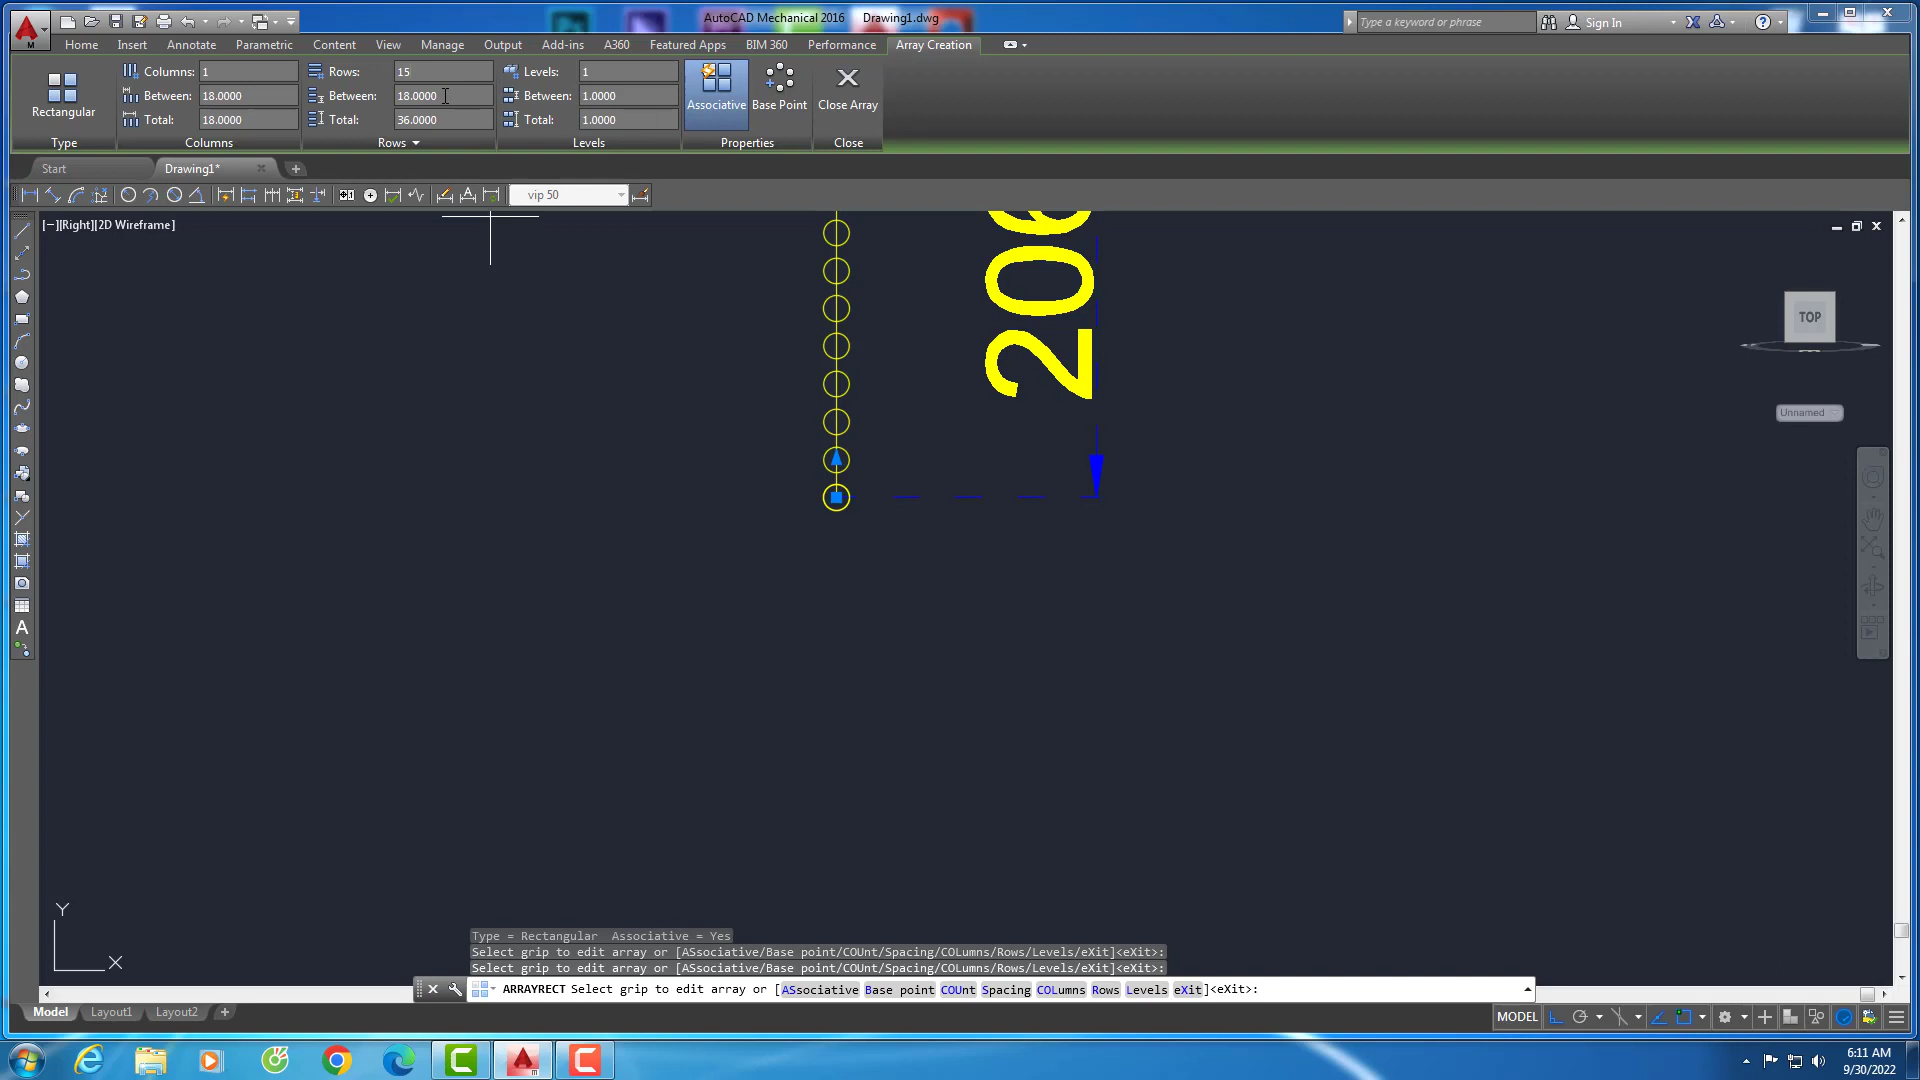 AutoCAD Mechanical 2016 Drawing1.dwg
Type a keyword or phrase
Sign In
M
Home Insert Annotate Parametric Content View Manage Output Add-ins A360 Featured Apps BIM 360 Performance Array Creation
Columns: 1 Rows: 15 Levels: 1
Between: 18.0000 Between: 18.0000 Between: 1.0000
Total: 18.0000 Total: 36.0000 Total: 1.0000
Rectangular Associative Base Point Close Array
Type Columns Rows Levels Properties Close
Start Drawing1*
vip 50
[−][Right][2D Wireframe]
TOP
Unnamed
Y
X
A
Type = Rectangular  Associative = Yes
Select grip to edit array or [ASsociative/Base point/COUnt/Spacing/COLumns/Rows/Levels/eXit]<eXit>:
Select grip to edit array or [ASsociative/Base point/COUnt/Spacing/COLumns/Rows/Levels/eXit]<eXit>:
ARRAYRECT Select grip to edit array or [ASsociative Base point COUnt Spacing COLumns Rows Levels eXit]<eXit>:
Model Layout1 Layout2
MODEL
6:11 AM
9/30/2022